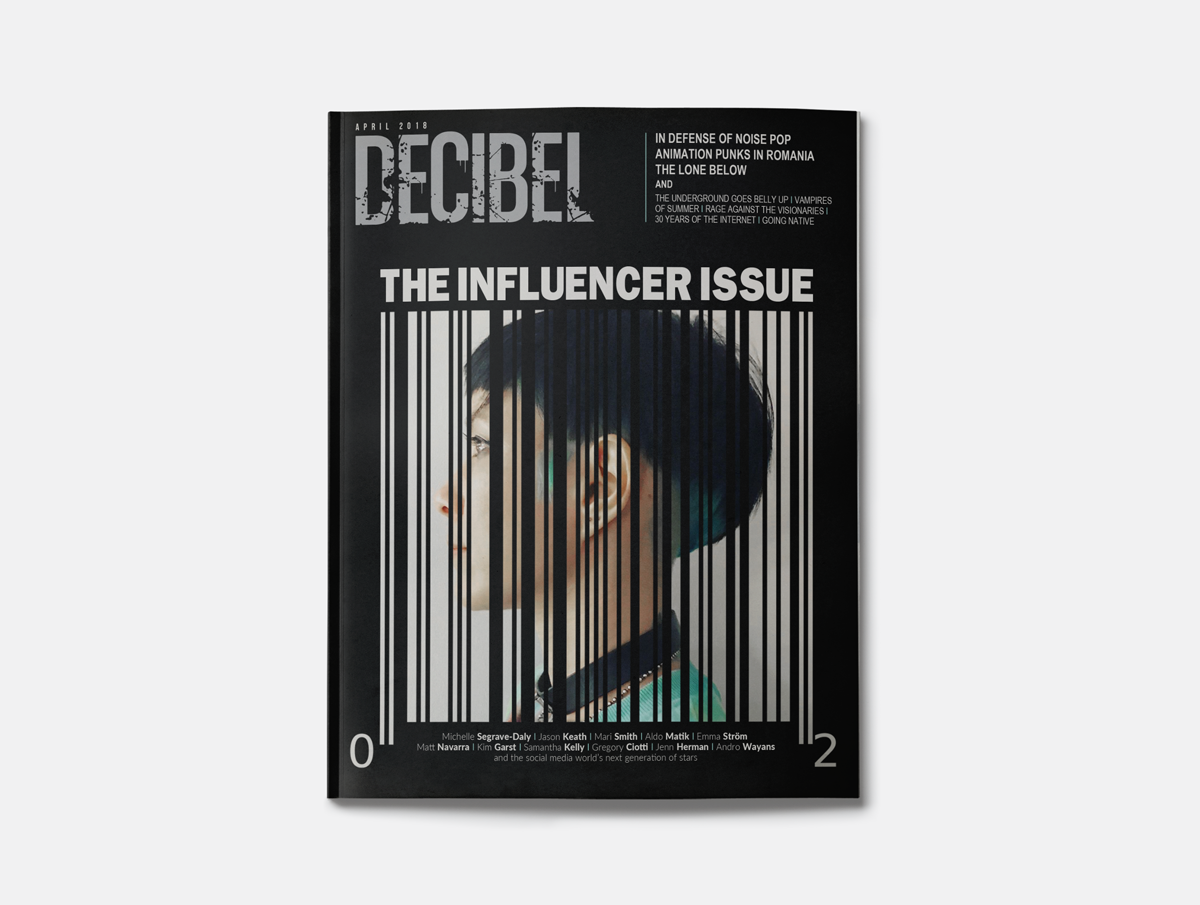 APRIL 2018
DECIBEL
IN DEFENSE OF NOISE POP
ANIMATION PUNKS IN ROMANIA
THE LONE BELOW
AND
THE UNDERGROUND GOES BELLY UP | VAMPIRES
OF SUMMER | RAGE AGAINST THE VISIONARIES |
30 YEARS OF THE INTERNET | GOING NATIVE
THE INFLUENCER ISSUE
Michelle Segrave-Daly | Jason Keath | Mari Smith | Aldo Matik | Emma Ström
Matt Navarra | Kim Garst | Samantha Kelly | Gregory Ciotti | Jenn Herman | Andro Wayans
and the social media world's next generation of stars
0 2